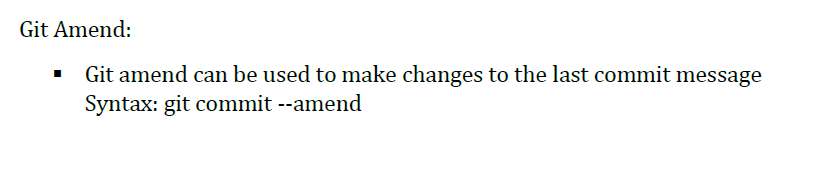 Git Amend:
▪ Git amend can be used to make changes to the last commit message
Syntax: git commit --amend